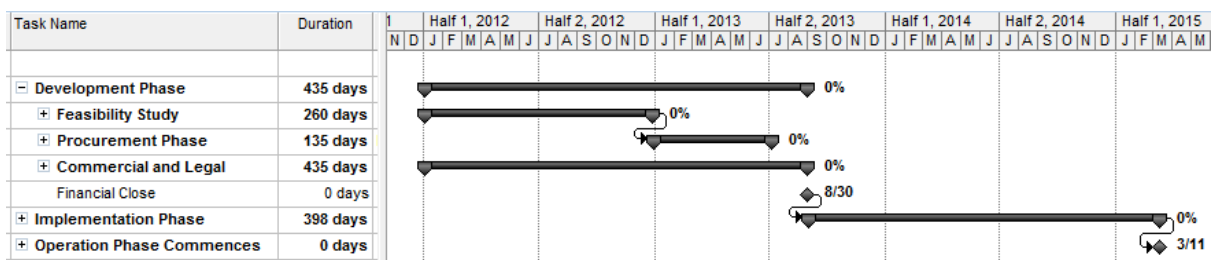 Task Name Duration 1 Half 1, 2012 Half 2, 2012 Half 1, 2013 Half 2, 2013 Half 1, 2014 Half 2, 2014 Half 1, 2015
N D J F M A M J J A S O N D J F M A M J J A S O N D J F M A M J J A S O N D J F M A M
Development Phase 435 days 0%
Feasibility Study 260 days 0%
Procurement Phase 135 days 0%
Commercial and Legal 435 days 0%
Financial Close 0 days 8/30
Implementation Phase 398 days 0%
Operation Phase Commences 0 days 3/11